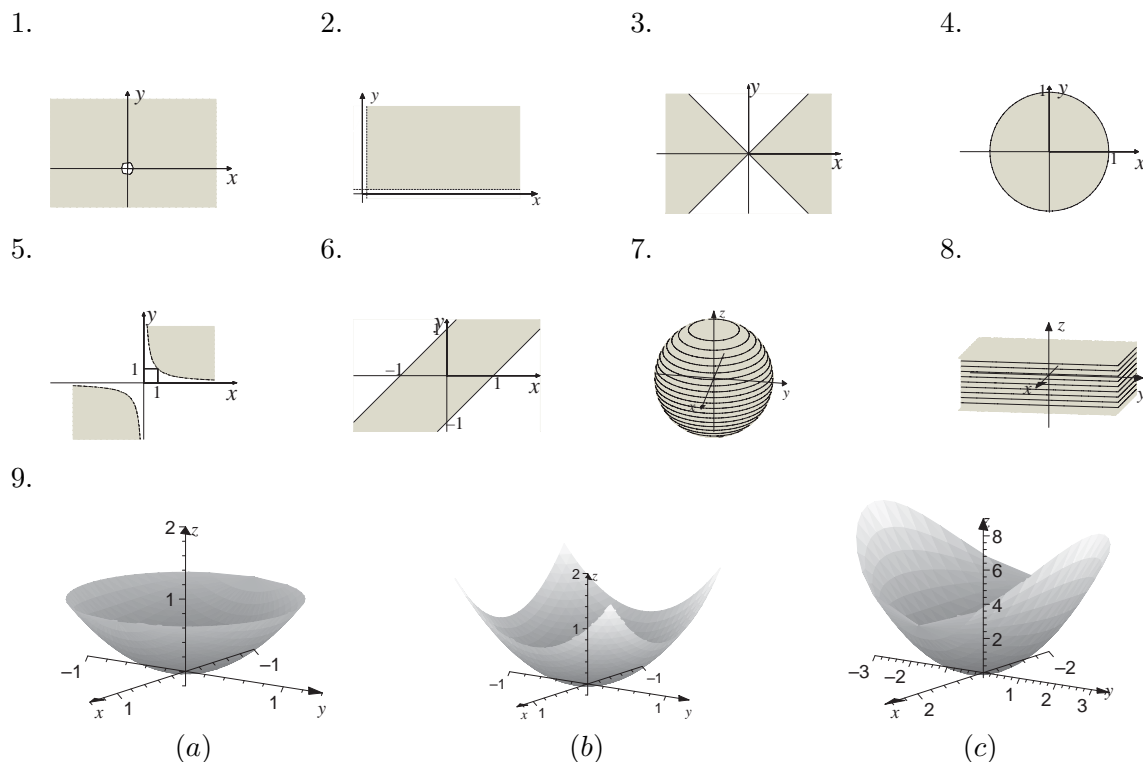 1. 2. 3. 4.
y
x
y
x
y
x
1 y
1 x
5. 6. 7. 8.
y
1
1 x
y
1
−1 1 x
−1
z
x y
z
x y
9.
2 z
1
−1 −1
x 1 1 y
2 z
1
−1 −1
x 1 1 y
z
8
6
4
2
−3 −2 −2
x 2 1 2 3 y
(a) (b) (c)